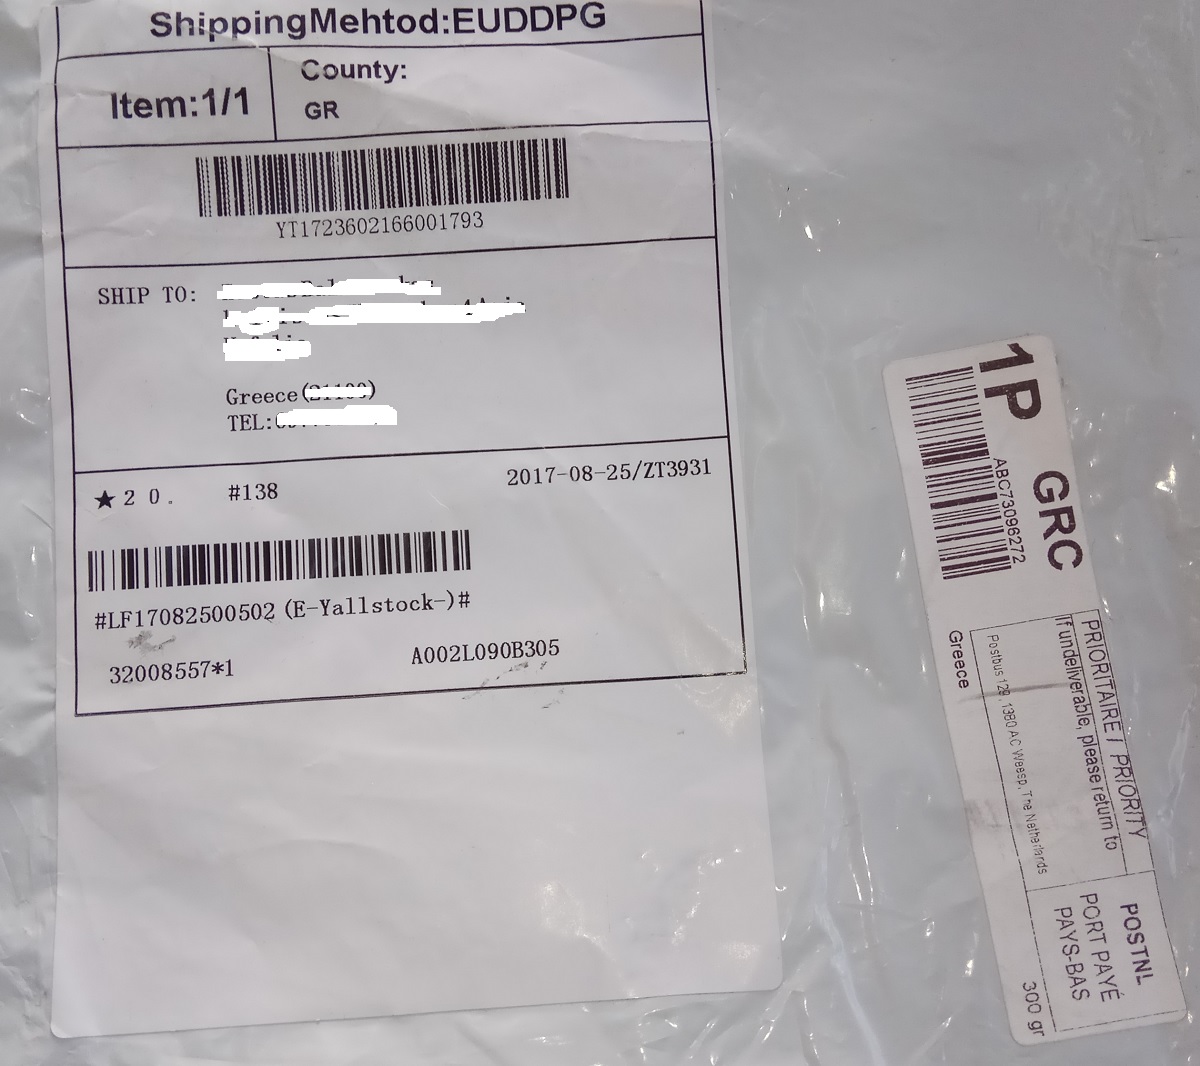 ShippingMehtod:EUDDPG
Item:1/1
County:
GR
YT1723602166001793
SHIP TO:
Greece
TEL:
2017-08-25/ZT3931
★20. #138
#LF17082500502 (E-Yallstock-)#
32008557*1
A002L090B305
1P
GRC
ABC73096272
PRIORITAIRE / PRIORITY
If undeliverable, please return to
Postbus 129, 1380 AC Weesp, The Netherlands
Greece
POSTNL
PORT PAYÉ
PAYS-BAS
300 gr